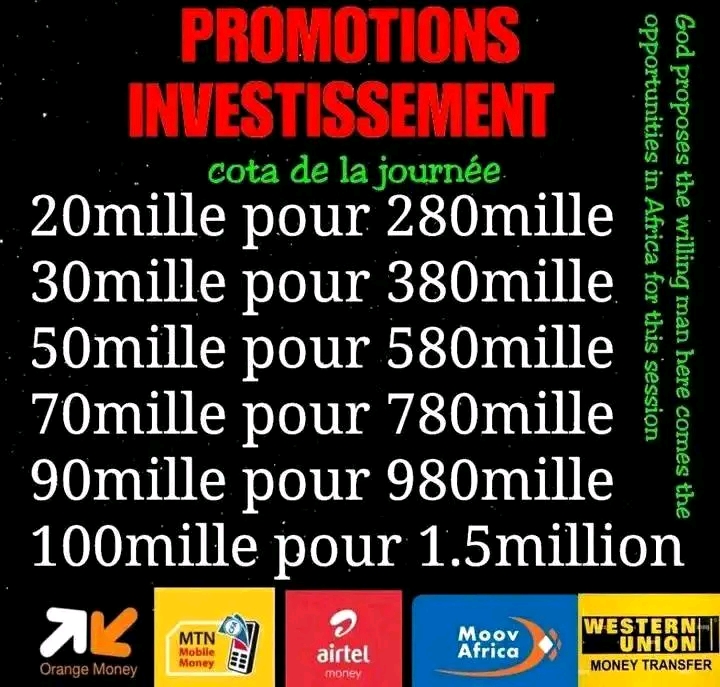 PROMOTIONS
INVESTISSEMENT
cota de la journée
20mille pour 280mille
30mille pour 380mille
50mille pour 580mille
70mille pour 780mille
90mille pour 980mille
100mille pour 1.5million
God proposes the willing man here comes the
opportunities in Africa for this session
Orange Money
MTN
Mobile
Money
airtel
money
Moov
Africa
WESTERN
UNION
MONEY TRANSFER